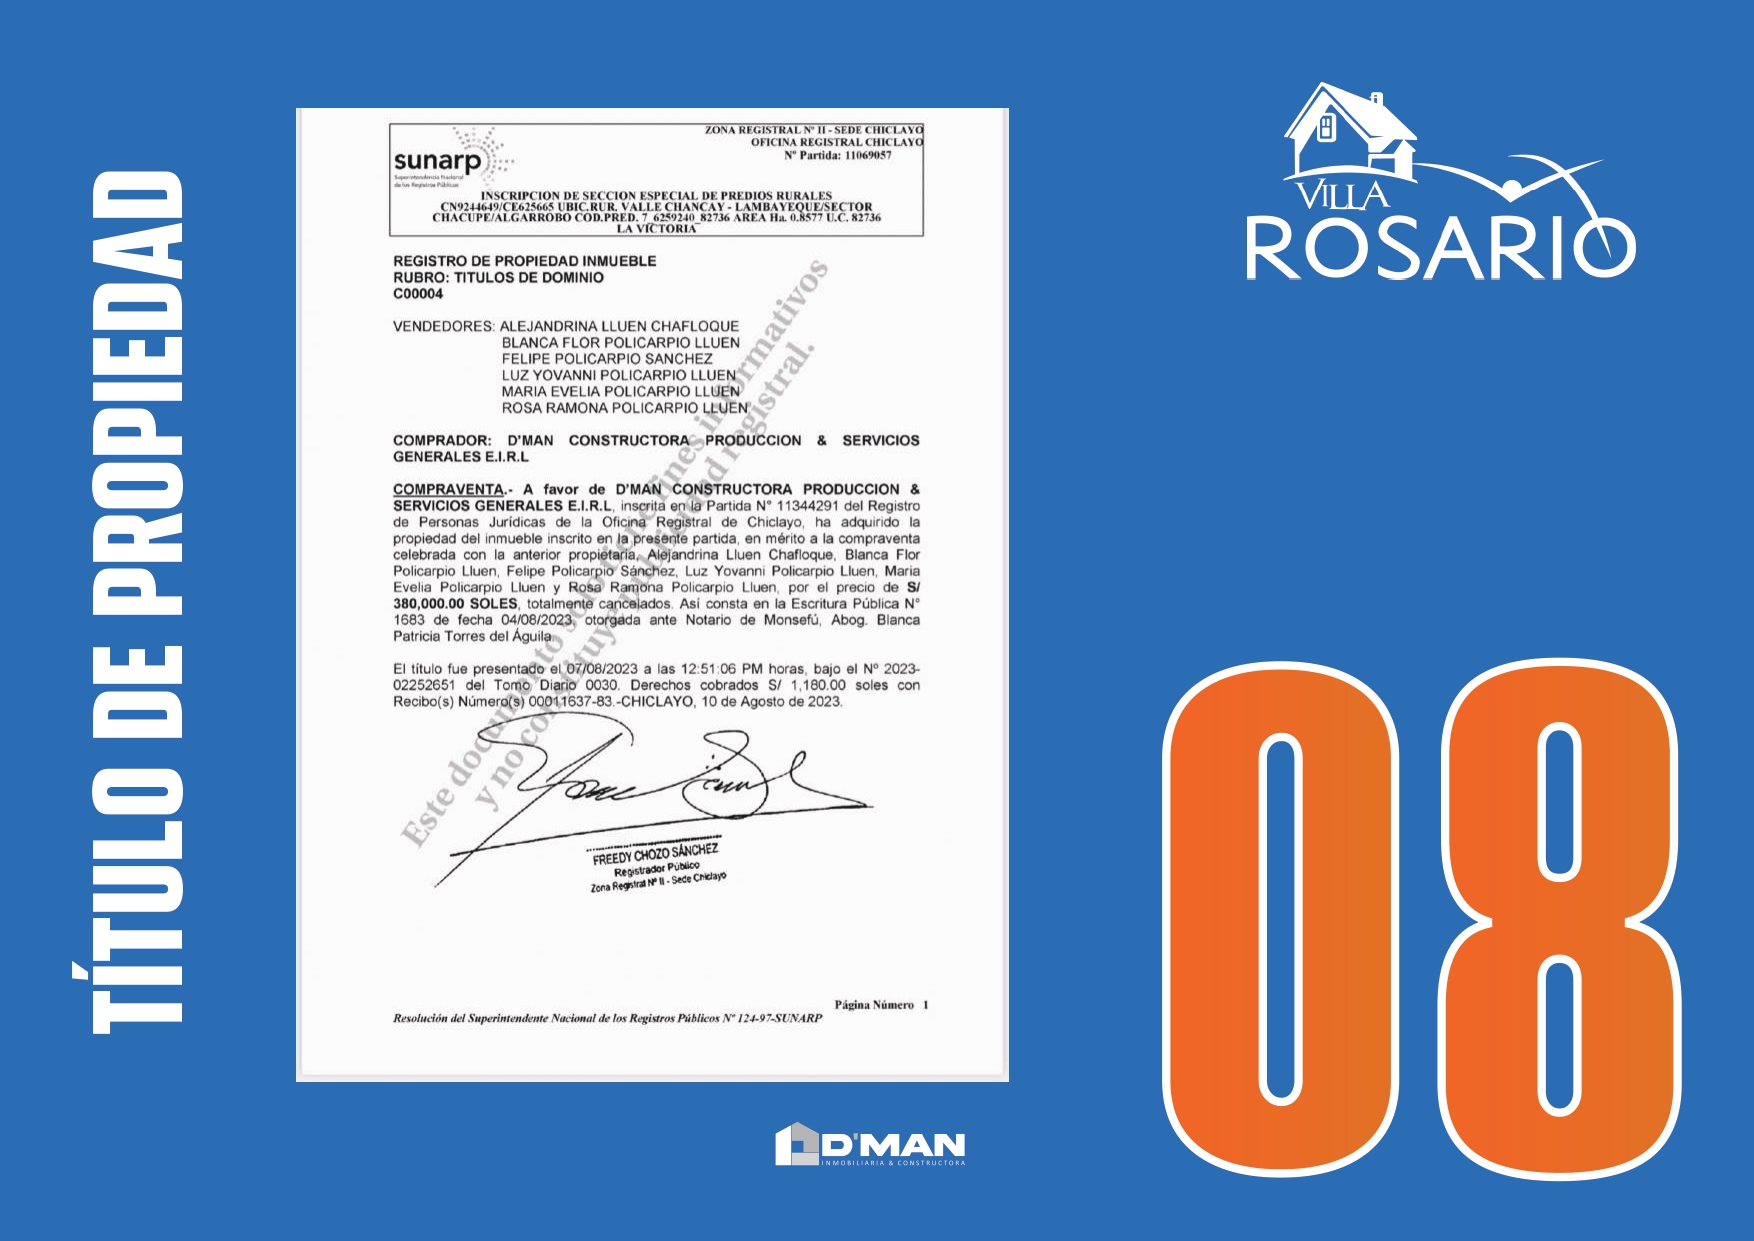 TÍTULO DE PROPIEDAD
sunarp
Superintendencia Nacional
de los Registros Públicos
ZONA REGISTRAL Nº II - SEDE CHICLAYO
OFICINA REGISTRAL CHICLAYO
Nº Partida: 11069057
INSCRIPCION DE SECCION ESPECIAL DE PREDIOS RURALES
CN9244649/CE625665 UBIC.RUR. VALLE CHANCAY - LAMBAYEQUE/SECTOR
CHACUPE/ALGARROBO COD.PRED. 7_6259240_82736 AREA Ha. 0.8577 U.C. 82736
LA VICTORIA
REGISTRO DE PROPIEDAD INMUEBLE
RUBRO: TITULOS DE DOMINIO
C00004
VENDEDORES: ALEJANDRINA LLUEN CHAFLOQUE
BLANCA FLOR POLICARPIO LLUEN
FELIPE POLICARPIO SANCHEZ
LUZ YOVANNI POLICARPIO LLUEN
MARIA EVELIA POLICARPIO LLUEN
ROSA RAMONA POLICARPIO LLUEN
COMPRADOR: D'MAN CONSTRUCTORA PRODUCCION & SERVICIOS
GENERALES E.I.R.L
COMPRAVENTA.- A favor de D'MAN CONSTRUCTORA PRODUCCION &
SERVICIOS GENERALES E.I.R.L, inscrita en la Partida N° 11344291 del Registro
de Personas Jurídicas de la Oficina Registral de Chiclayo, ha adquirido la
propiedad del inmueble inscrito en la presente partida, en mérito a la compraventa
celebrada con la anterior propietaria, Alejandrina Lluen Chafloque, Blanca Flor
Policarpio Lluen, Felipe Policarpio Sánchez, Luz Yovanni Policarpio Lluen, Maria
Evelia Policarpio Lluen y Rosa Ramona Policarpio Lluen, por el precio de S/
380,000.00 SOLES, totalmente cancelados. Así consta en la Escritura Pública N°
1683 de fecha 04/08/2023, otorgada ante Notario de Monsefú, Abog. Blanca
Patricia Torres del Águila.
El título fue presentado el 07/08/2023 a las 12:51:06 PM horas, bajo el Nº 2023-
02252651 del Tomo Diario 0030. Derechos cobrados S/ 1,180.00 soles con
Recibo(s) Número(s) 00011637-83.-CHICLAYO, 10 de Agosto de 2023.
Este documento solo tiene fines informativos
y no constituye publicidad registral.
FREEDY CHOZO SÁNCHEZ
Registrador Público
Zona Registral Nº II - Sede Chiclayo
Página Número 1
Resolución del Superintendente Nacional de los Registros Públicos Nº 124-97-SUNARP
VILLA
ROSARIO
08
D'MAN
INMOBILIARIA & CONSTRUCTORA